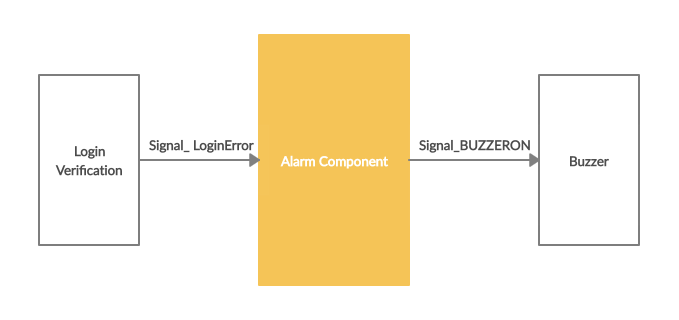 Login
Verification
Signal_ LoginError
Alarm Component
Signal_BUZZERON
Buzzer